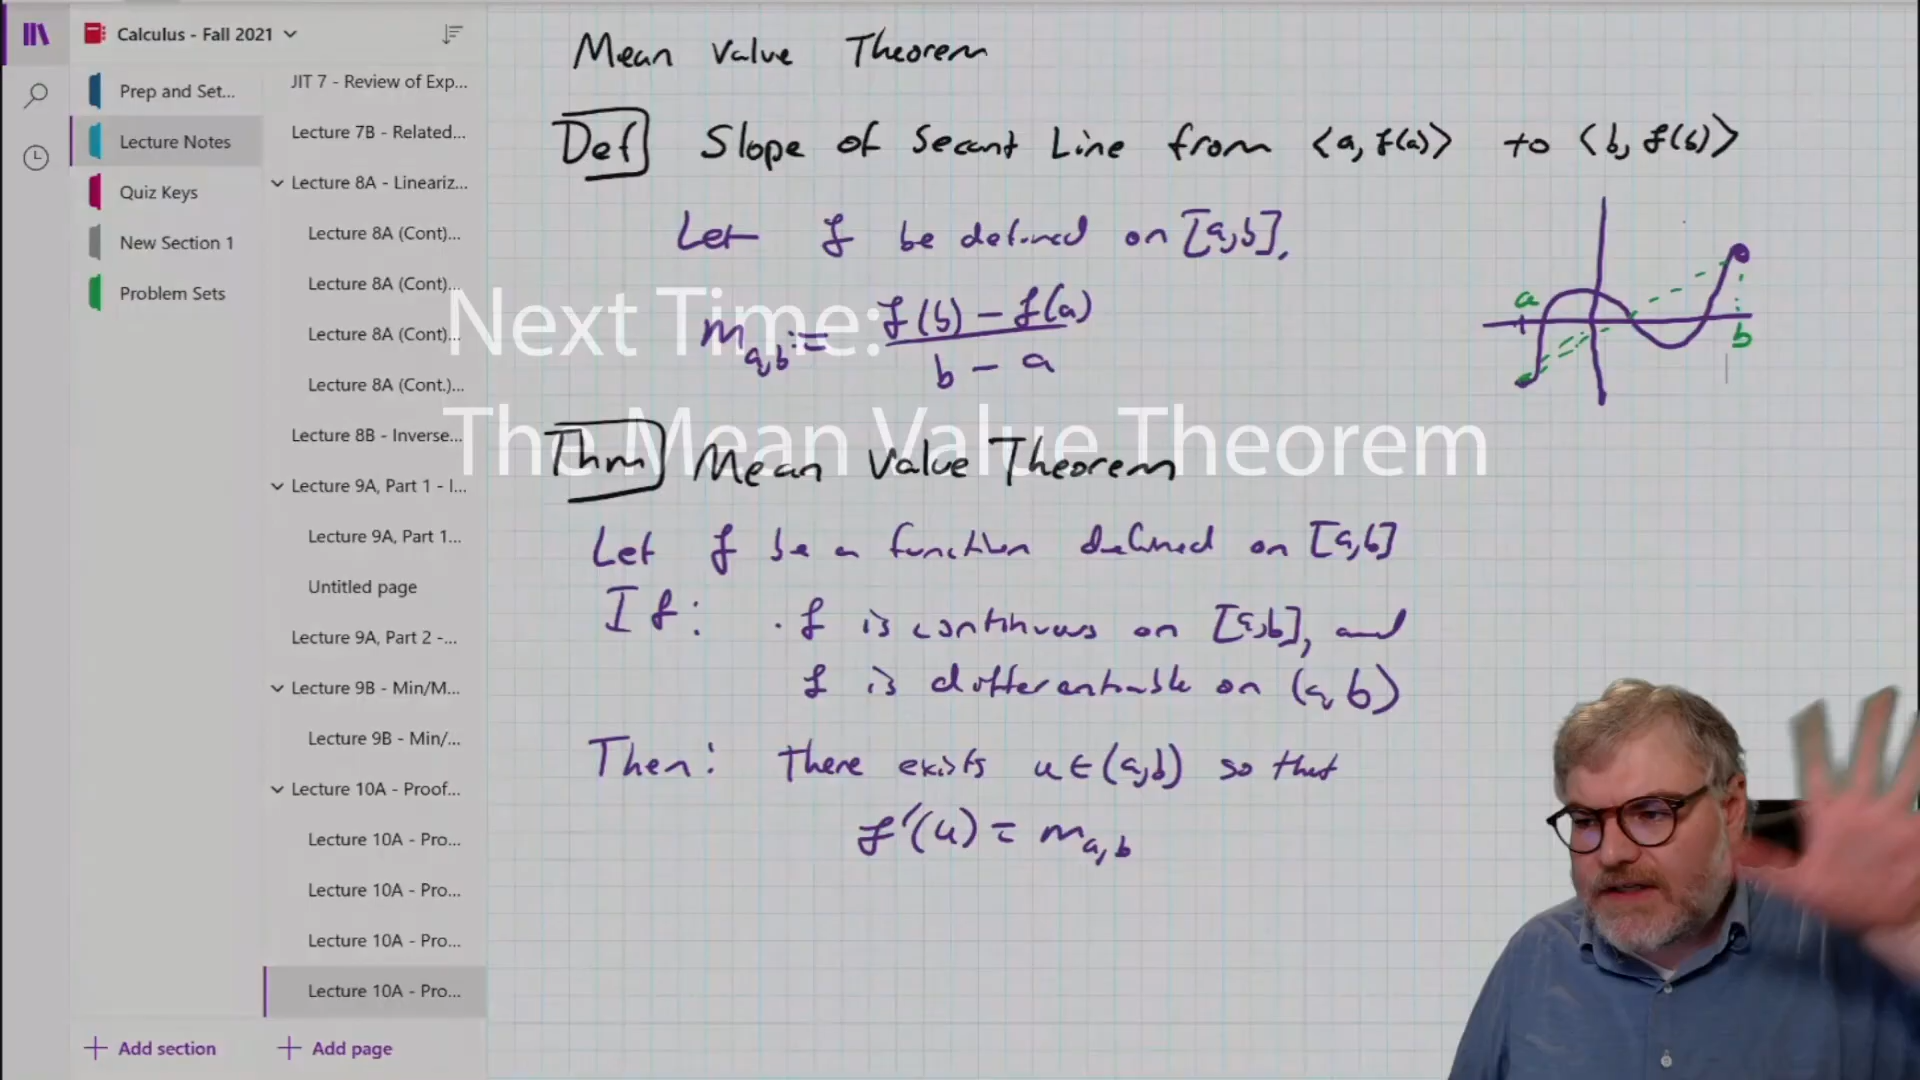 Calculus - Fall 2021
Prep and Set...
Lecture Notes
Quiz Keys
New Section 1
Problem Sets
Add section
JIT 7 - Review of Exp...
Lecture 7B - Related...
Lecture 8A - Lineariz...
Lecture 8A (Cont)...
Lecture 8A (Cont)...
Lecture 8A (Cont)...
Lecture 8A (Cont.)...
Lecture 8B - Inverse...
Lecture 9A, Part 1 - I...
Lecture 9A, Part 1...
Untitled page
Lecture 9A, Part 2 -...
Lecture 9B - Min/M...
Lecture 9B - Min/...
Lecture 10A - Proof...
Lecture 10A - Pro...
Lecture 10A - Pro...
Lecture 10A - Pro...
Lecture 10A - Pro...
Add page
Mean Value Theorem
Def Slope of Secant Line from <a, f(a)> to <b, f(b)>
Let f be defined on [a,b].
m_{a,b} := \frac{f(b) - f(a)}{b - a}
a
b
Next Time:
The Mean Value Theorem
Thm Mean Value Theorem
Let f be a function defined on [a,b]
If: · f is continuous on [a,b], and
f is differentiable on (a, b)
Then: There exists u ∈ (a,b) so that
f'(u) = m_{a,b}